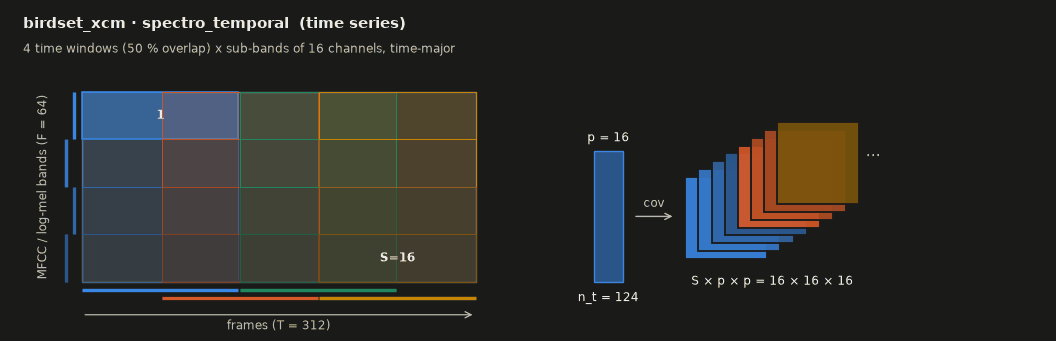 birdset_xcm · spectro_temporal (time series)
4 time windows (50 % overlap) x sub-bands of 16 channels, time-major
MFCC / log-mel bands (F = 64)
1
S=16
frames (T = 312)
p = 16
n_t = 124
cov
...
S × p × p = 16 × 16 × 16